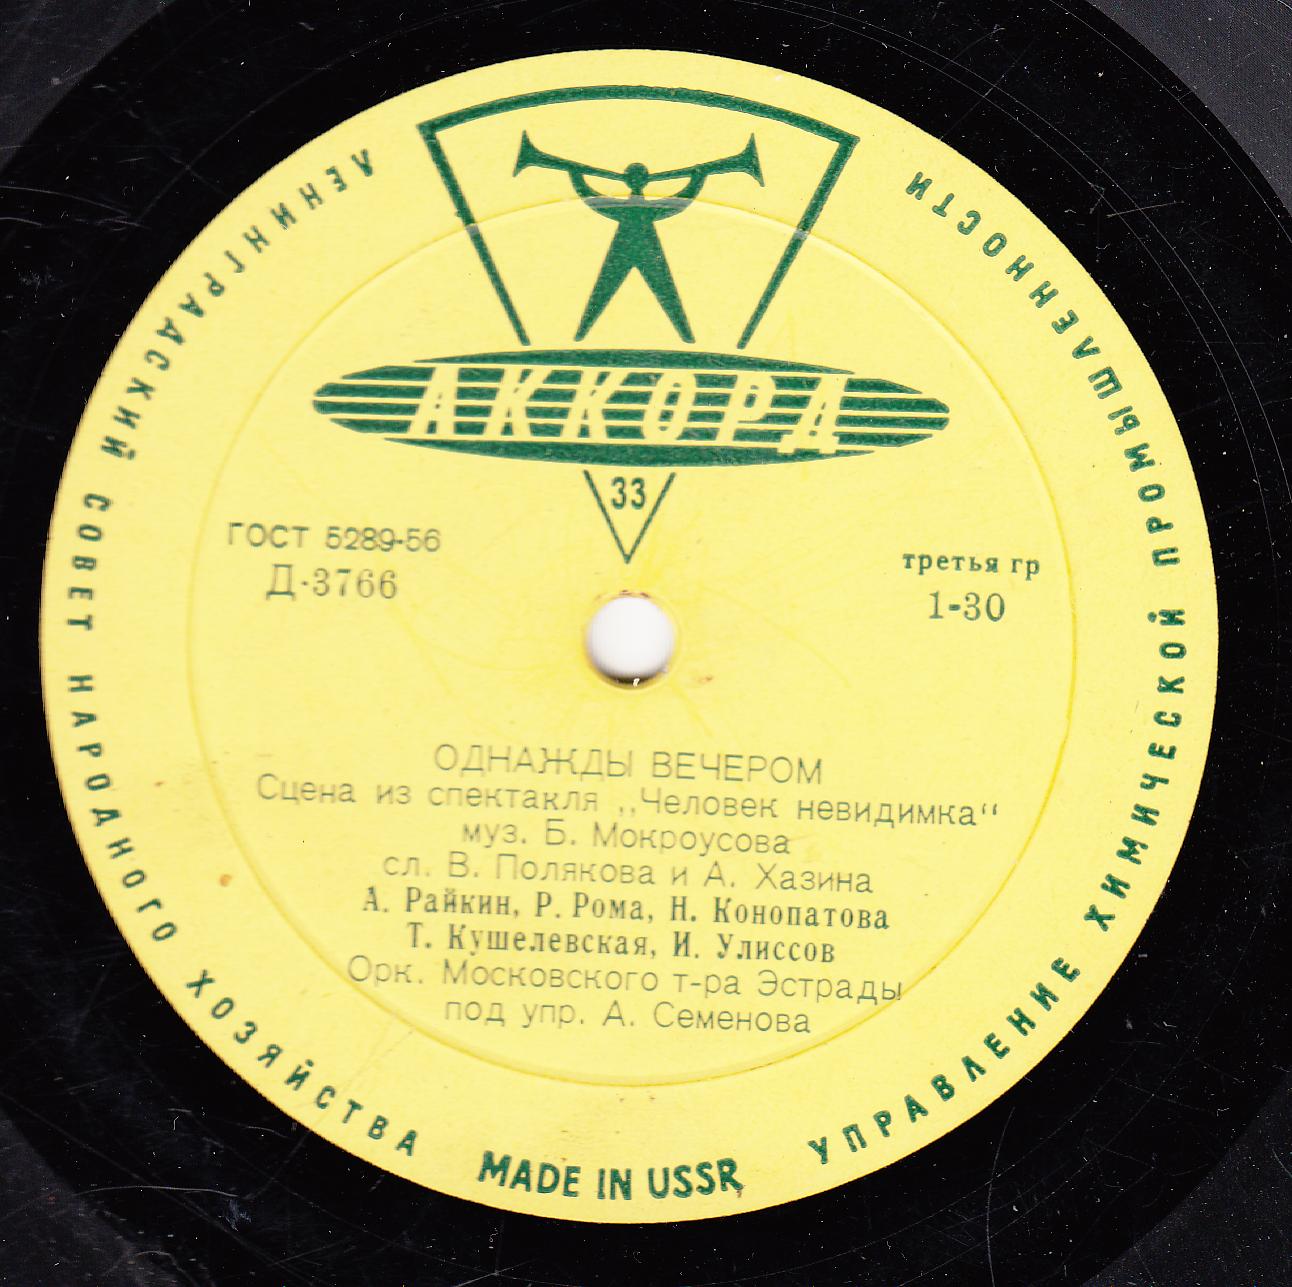 ЛЕНИНГРАДСКИЙ СОВЕТ НАРОДНОГО ХОЗЯЙСТВА
УПРАВЛЕНИЕ ХИМИЧЕСКОЙ ПРОМЫШЛЕННОСТИ
АККОРД
33
ГОСТ 5289-56
Д-3766
третья гр
1-30
ОДНАЖДЫ ВЕЧЕРОМ
Сцена из спектакля „Человек невидимка“
муз. Б. Мокроусова
сл. В. Полякова и А. Хазина
А. Райкин, Р. Рома, Н. Конопатова
Т. Кушелевская, И. Улиссов
Орк. Московского т-ра Эстрады
под упр. А. Семенова
MADE IN USSR